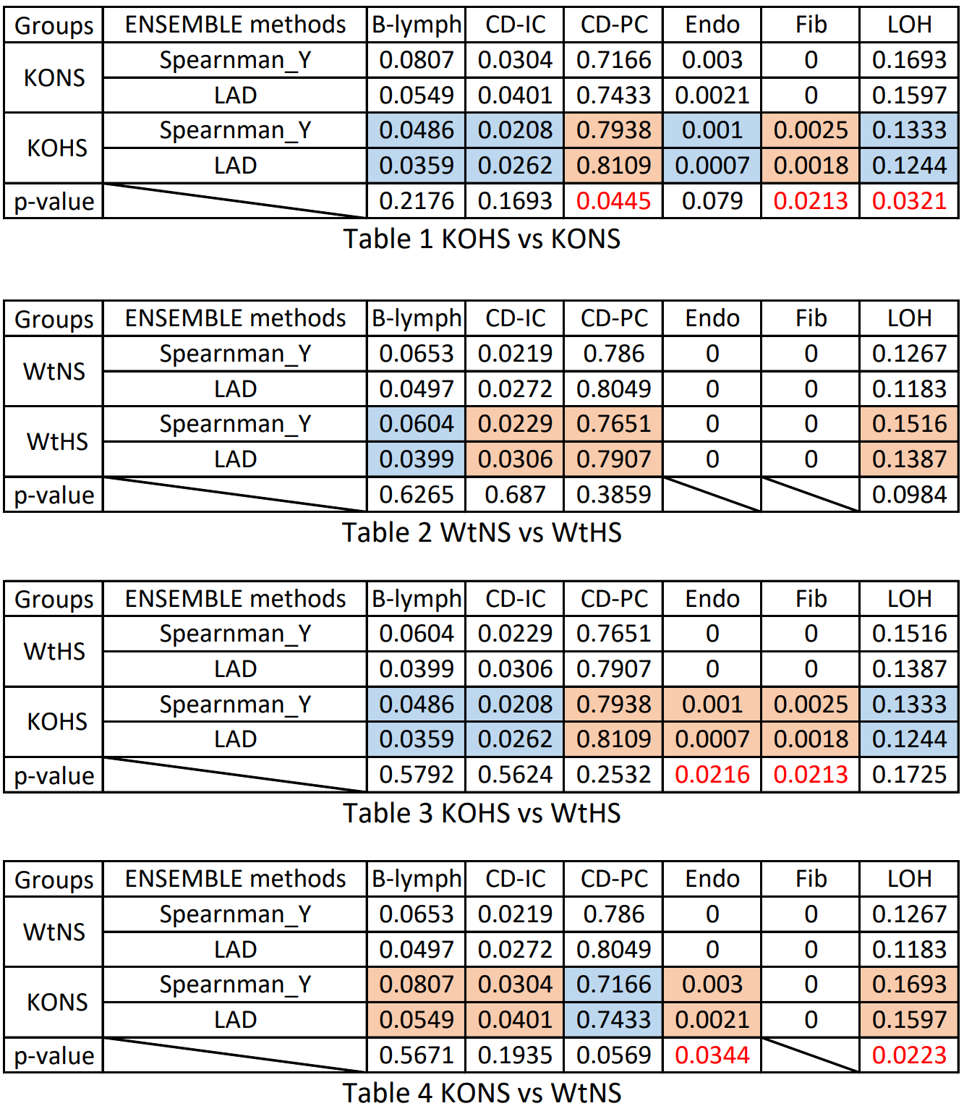 Groups ENSEMBLE methods B-lymph CD-IC CD-PC Endo Fib LOH
KONS Spearnman_Y 0.0807 0.0304 0.7166 0.003 0 0.1693
LAD 0.0549 0.0401 0.7433 0.0021 0 0.1597
KOHS Spearnman_Y 0.0486 0.0208 0.7938 0.001 0.0025 0.1333
LAD 0.0359 0.0262 0.8109 0.0007 0.0018 0.1244
p-value 0.2176 0.1693 0.0445 0.079 0.0213 0.0321
Table 1 KOHS vs KONS
Groups ENSEMBLE methods B-lymph CD-IC CD-PC Endo Fib LOH
WtNS Spearnman_Y 0.0653 0.0219 0.786 0 0 0.1267
LAD 0.0497 0.0272 0.8049 0 0 0.1183
WtHS Spearnman_Y 0.0604 0.0229 0.7651 0 0 0.1516
LAD 0.0399 0.0306 0.7907 0 0 0.1387
p-value 0.6265 0.687 0.3859 0.0984
Table 2 WtNS vs WtHS
Groups ENSEMBLE methods B-lymph CD-IC CD-PC Endo Fib LOH
WtHS Spearnman_Y 0.0604 0.0229 0.7651 0 0 0.1516
LAD 0.0399 0.0306 0.7907 0 0 0.1387
KOHS Spearnman_Y 0.0486 0.0208 0.7938 0.001 0.0025 0.1333
LAD 0.0359 0.0262 0.8109 0.0007 0.0018 0.1244
p-value 0.5792 0.5624 0.2532 0.0216 0.0213 0.1725
Table 3 KOHS vs WtHS
Groups ENSEMBLE methods B-lymph CD-IC CD-PC Endo Fib LOH
WtNS Spearnman_Y 0.0653 0.0219 0.786 0 0 0.1267
LAD 0.0497 0.0272 0.8049 0 0 0.1183
KONS Spearnman_Y 0.0807 0.0304 0.7166 0.003 0 0.1693
LAD 0.0549 0.0401 0.7433 0.0021 0 0.1597
p-value 0.5671 0.1935 0.0569 0.0344 0.0223
Table 4 KONS vs WtNS